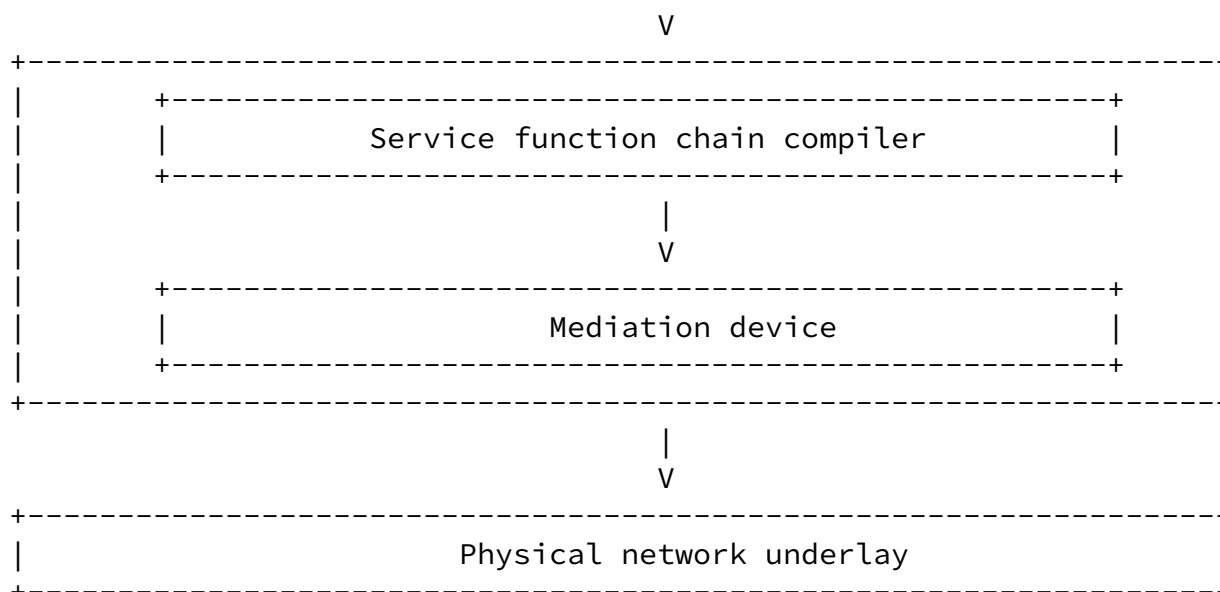 V
Service function chain compiler
V
Mediation device
V
Physical network underlay